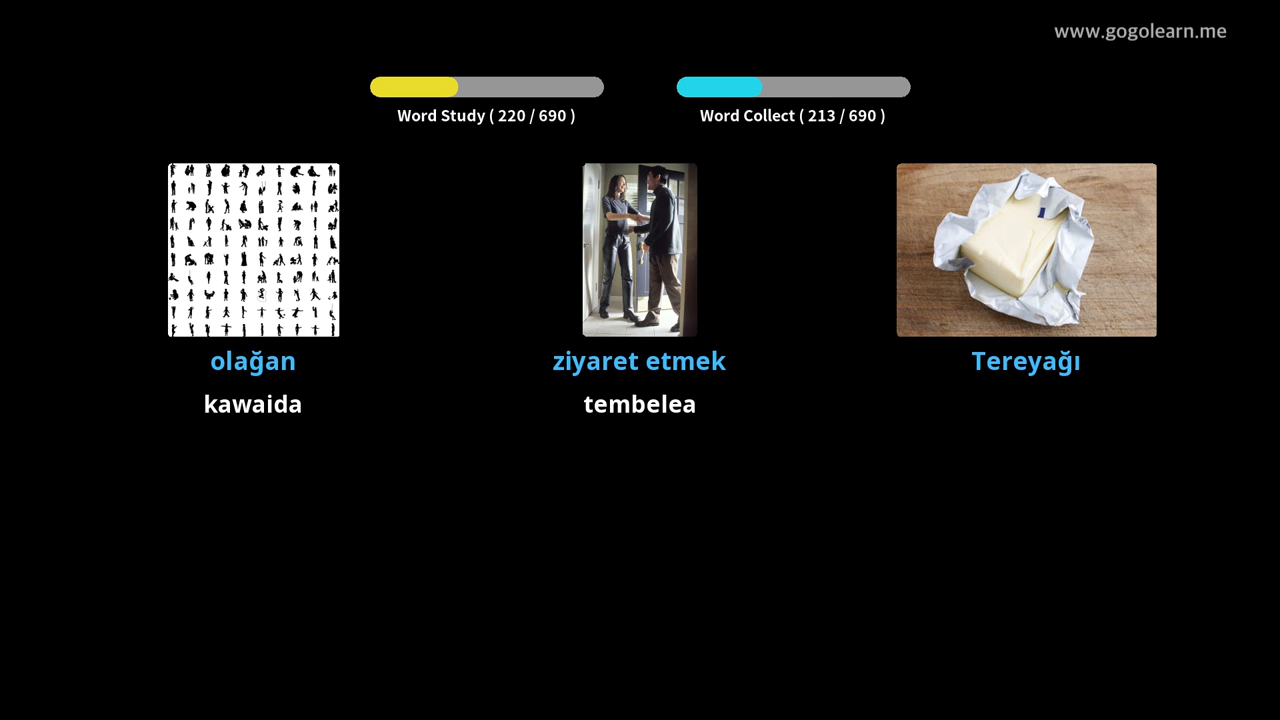 www.gogolearn.me
Word Study ( 220 / 690 )
Word Collect ( 213 / 690 )
olağan
ziyaret etmek
Tereyağı
kawaida
tembelea